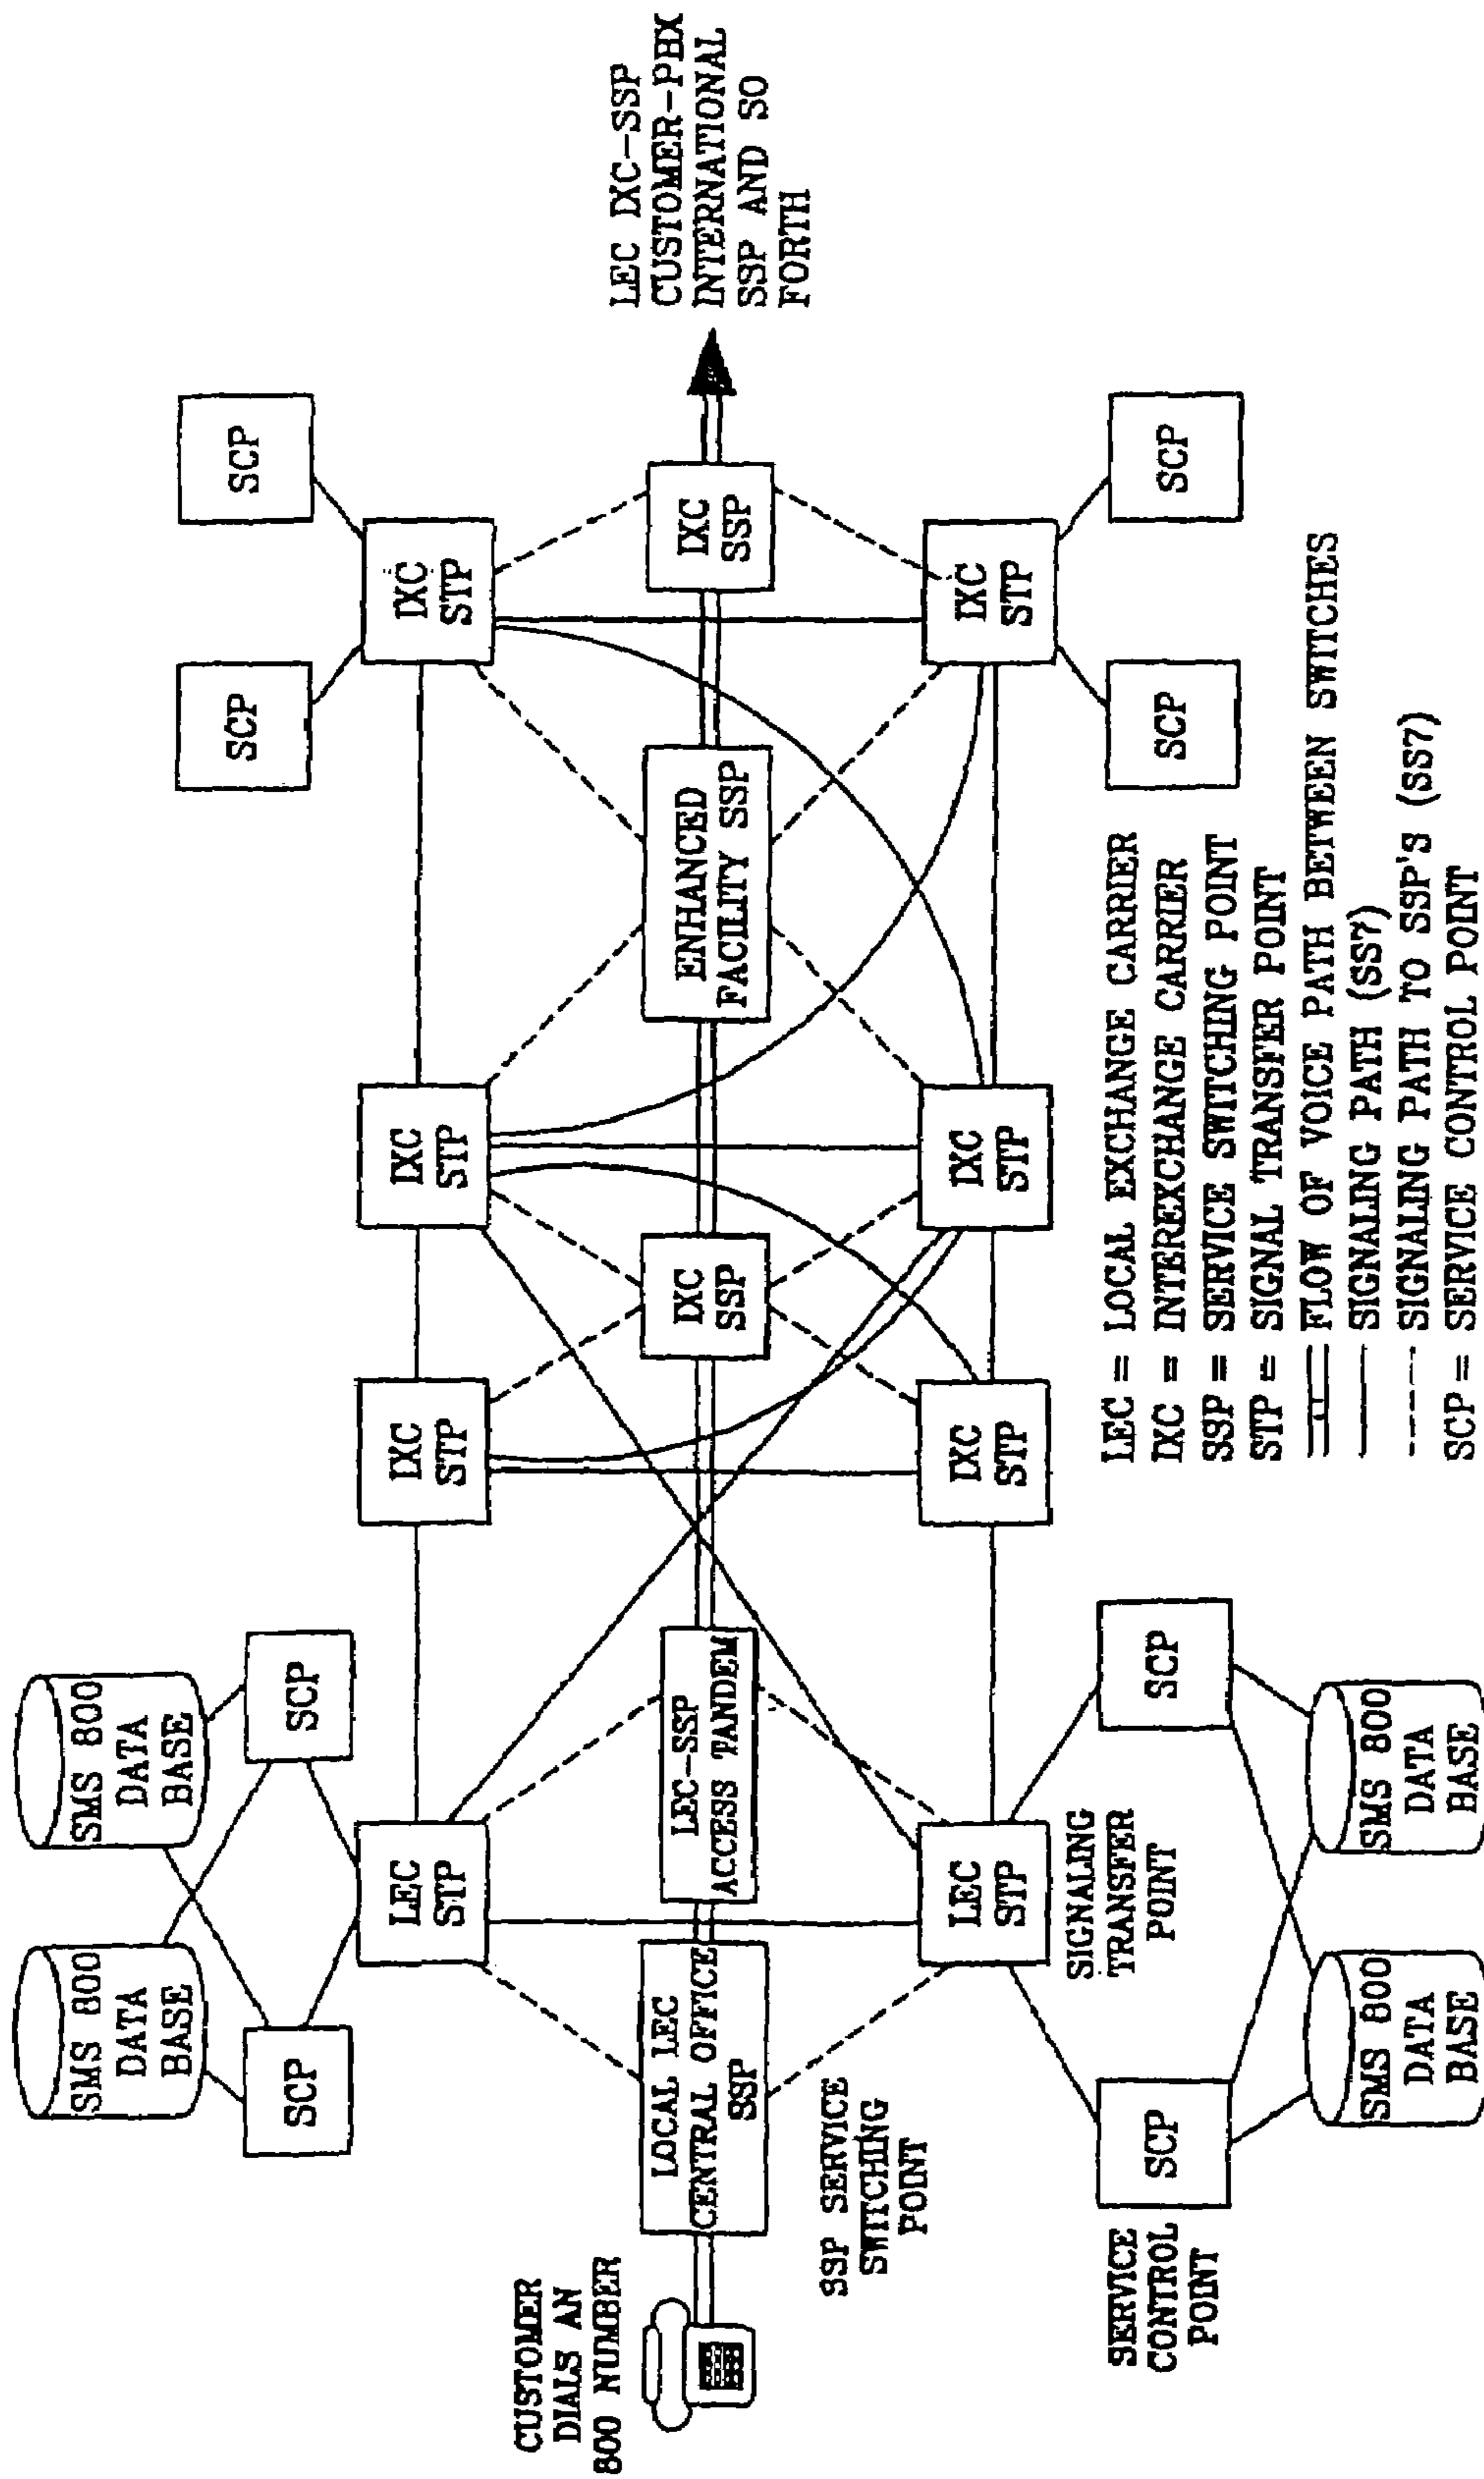 SMS 800
DATA
BASE
SMS 800
DATA
BASE
SCP
SCP
SCP
SCP
LEC
STP
IXC
STP
IXC
STP
IXC
STP
CUSTOMER
DIALS AN
800 NUMBER
LOCAL LEC
CENTRAL OFFICE
SSP
LEC-SSP
ACCESS TANDEM
IXC
SSP
ENHANCED
FACILITY SSP
IXC
SSP
LEC IXC-SSP
CUSTOMER-PBX
INTERNATIONAL
SSP AND SO
FORTH
SSP SERVICE
SWITCHING
POINT
LEC
STP
IXC
STP
IXC
STP
IXC
STP
SIGNALING
TRANSFER
POINT
SERVICE
CONTROL
POINT
SCP
SCP
SCP
SCP
SMS 800
DATA
BASE
SMS 800
DATA
BASE
LEC = LOCAL EXCHANGE CARRIER
IXC = INTEREXCHANGE CARRIER
SSP = SERVICE SWITCHING POINT
STP = SIGNAL TRANSFER POINT
FLOW OF VOICE PATH BETWEEN SWITCHES
SIGNALING PATH (SS7)
SIGNALING PATH TO SSP'S (SS7)
SCP = SERVICE CONTROL POINT